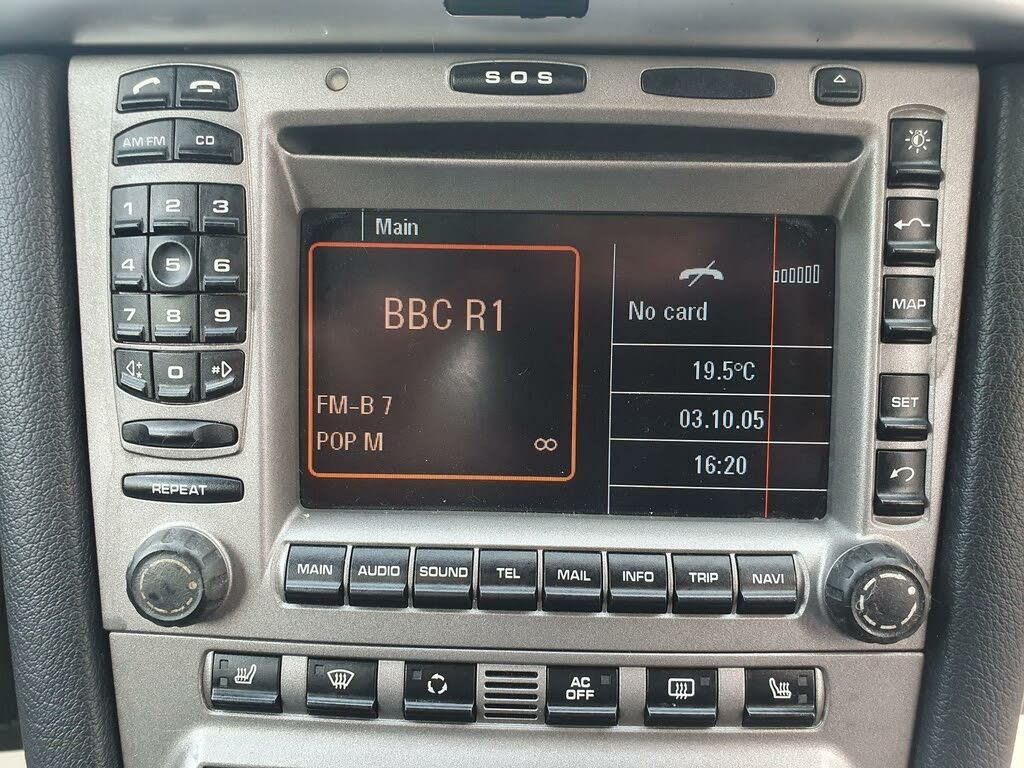 SOS
AM FM CD
1 2 3
4 5 6
7 8 9
* 0 #
REPEAT
Main
BBC R1
FM-B 7
POP M
No card
19.5°C
03.10.05
16:20
MAP
SET
MAIN AUDIO SOUND TEL MAIL INFO TRIP NAVI
AC
OFF